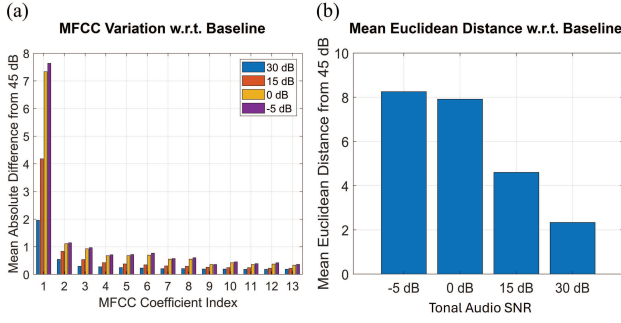 (a)
MFCC Variation w.r.t. Baseline
Mean Absolute Difference from 45 dB
8
7
6
5
4
3
2
1
0
30 dB
15 dB
0 dB
-5 dB
1 2 3 4 5 6 7 8 9 10 11 12 13
MFCC Coefficient Index
(b)
Mean Euclidean Distance w.r.t. Baseline
Mean Euclidean Distance from 45 dB
10
8
6
4
2
0
-5 dB 0 dB 15 dB 30 dB
Tonal Audio SNR